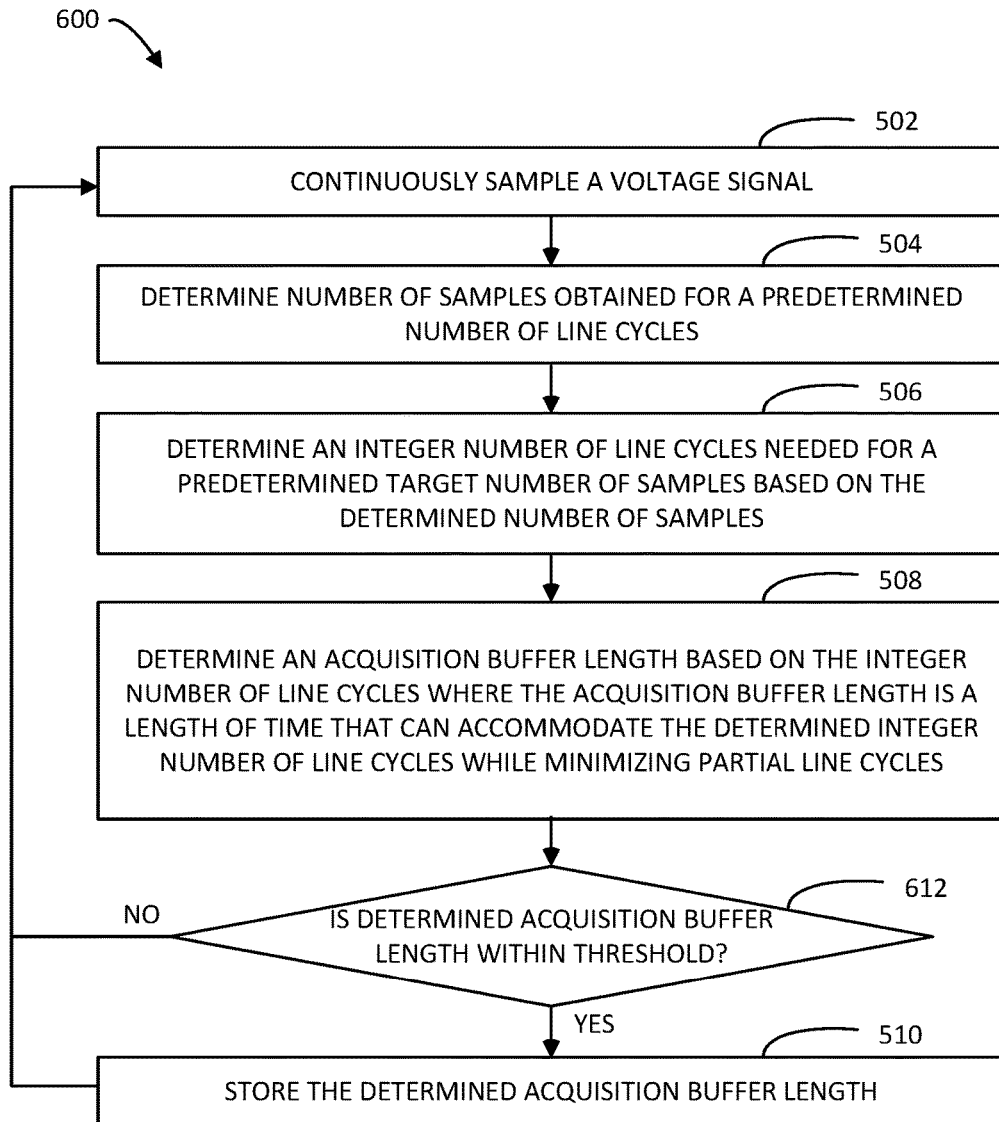 600
502
CONTINUOUSLY SAMPLE A VOLTAGE SIGNAL
504
DETERMINE NUMBER OF SAMPLES OBTAINED FOR A PREDETERMINED
NUMBER OF LINE CYCLES
506
DETERMINE AN INTEGER NUMBER OF LINE CYCLES NEEDED FOR A
PREDETERMINED TARGET NUMBER OF SAMPLES BASED ON THE
DETERMINED NUMBER OF SAMPLES
508
DETERMINE AN ACQUISITION BUFFER LENGTH BASED ON THE INTEGER
NUMBER OF LINE CYCLES WHERE THE ACQUISITION BUFFER LENGTH IS A
LENGTH OF TIME THAT CAN ACCOMMODATE THE DETERMINED INTEGER
NUMBER OF LINE CYCLES WHILE MINIMIZING PARTIAL LINE CYCLES
612
NO
IS DETERMINED ACQUISITION BUFFER
LENGTH WITHIN THRESHOLD?
YES
510
STORE THE DETERMINED ACQUISITION BUFFER LENGTH